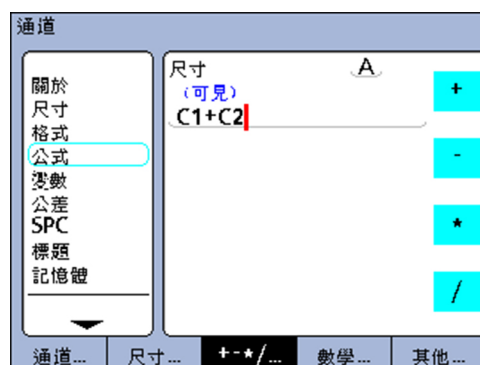 通道
關於
尺寸
格式
公式
變數
公差
SPC
標題
記憶體
尺寸 A
(可見)
C1+C2
+
-
*
/
通道... 尺寸... +-*/... 數學... 其他...